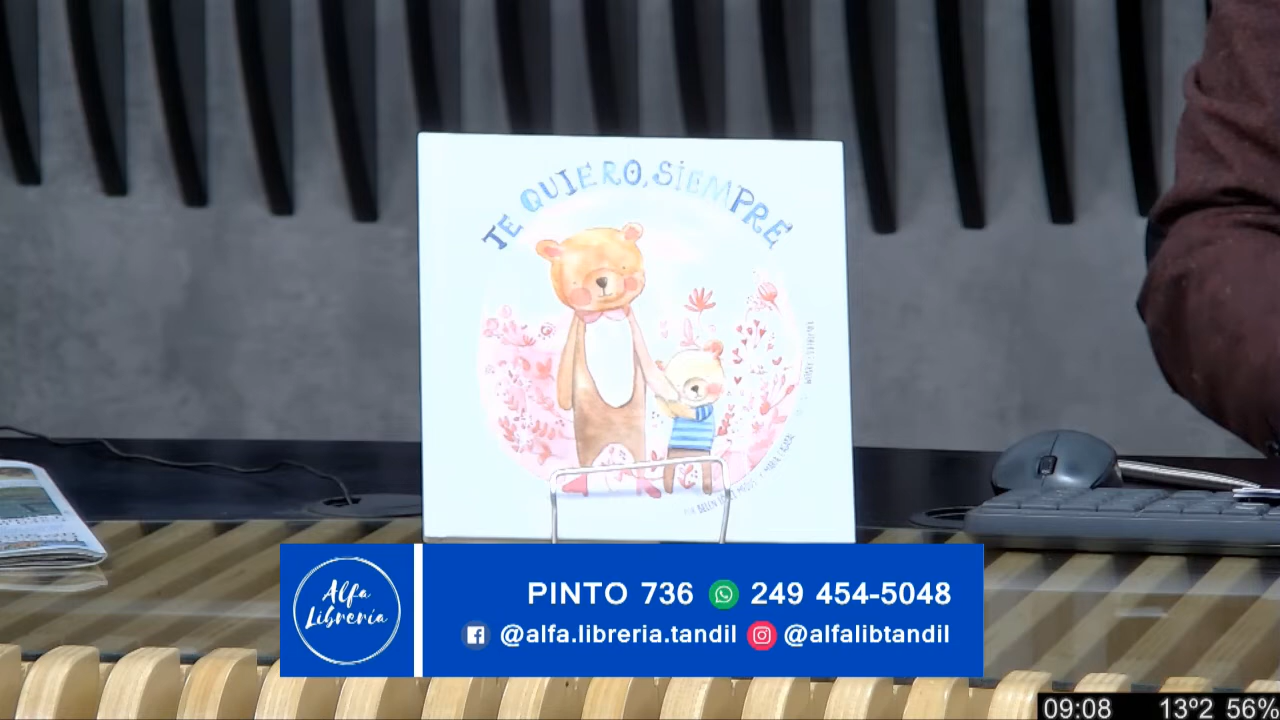 TE QUIERO, SIEMPRE
Alfa
Librería
PINTO 736 249 454-5048
@alfa.libreria.tandil @alfalibtandil
09:08 13º2 56%